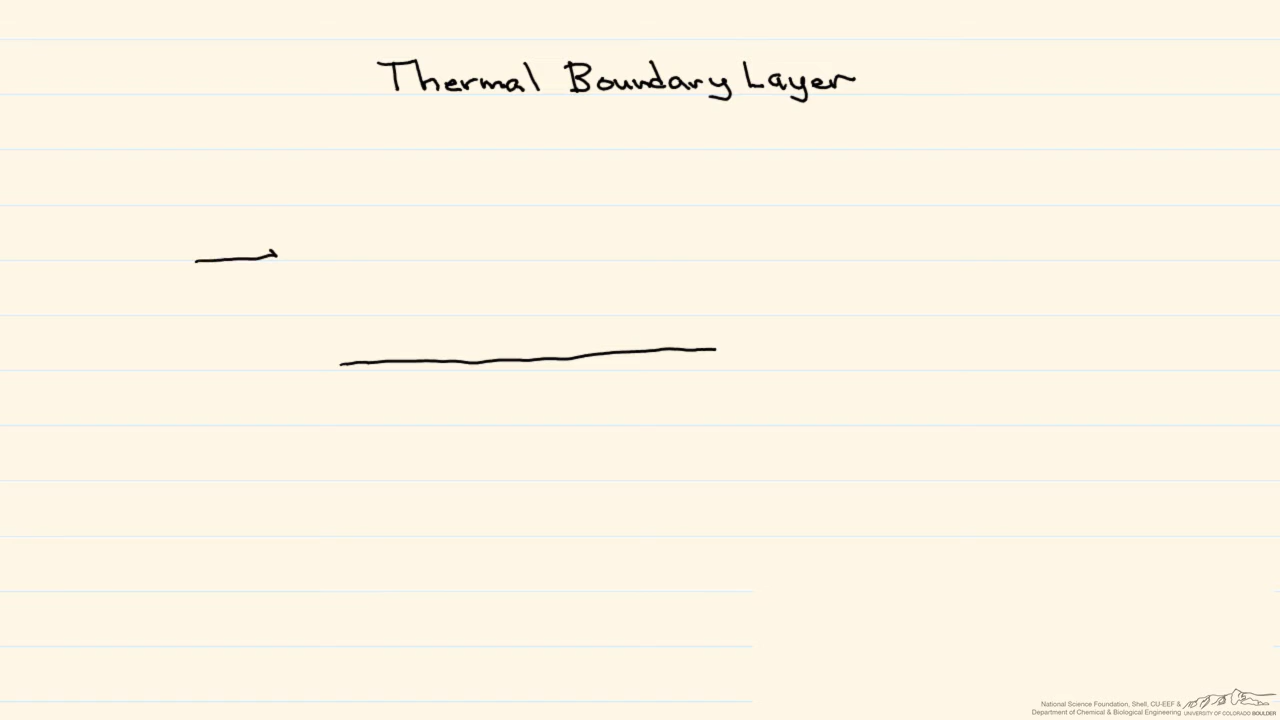 Thermal Boundary Layer
National Science Foundation, Shell, CU-EEF &
Department of Chemical & Biological Engineering UNIVERSITY OF COLORADO BOULDER